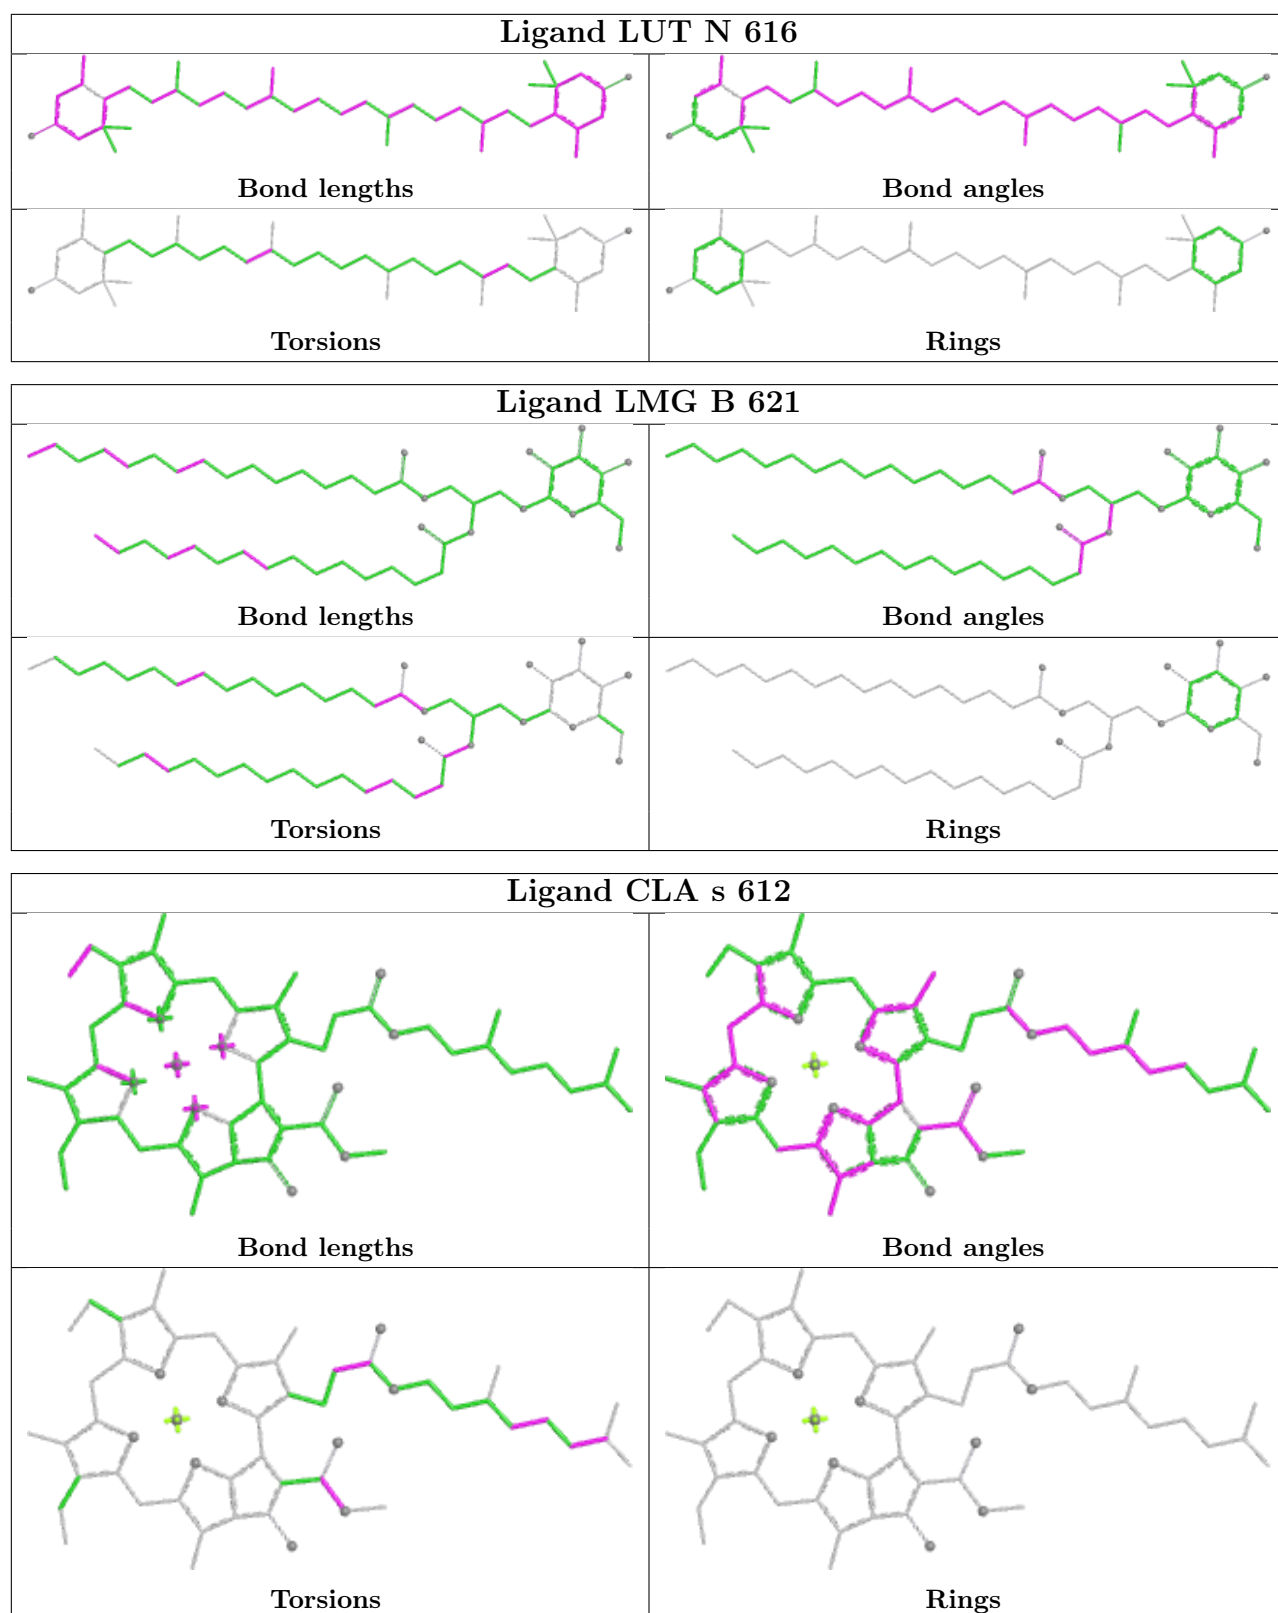 Ligand LUT N 616
Bond lengths
Bond angles
Torsions
Rings
Ligand LMG B 621
Bond lengths
Bond angles
Torsions
Rings
Ligand CLA s 612
Bond lengths
Bond angles
Torsions
Rings